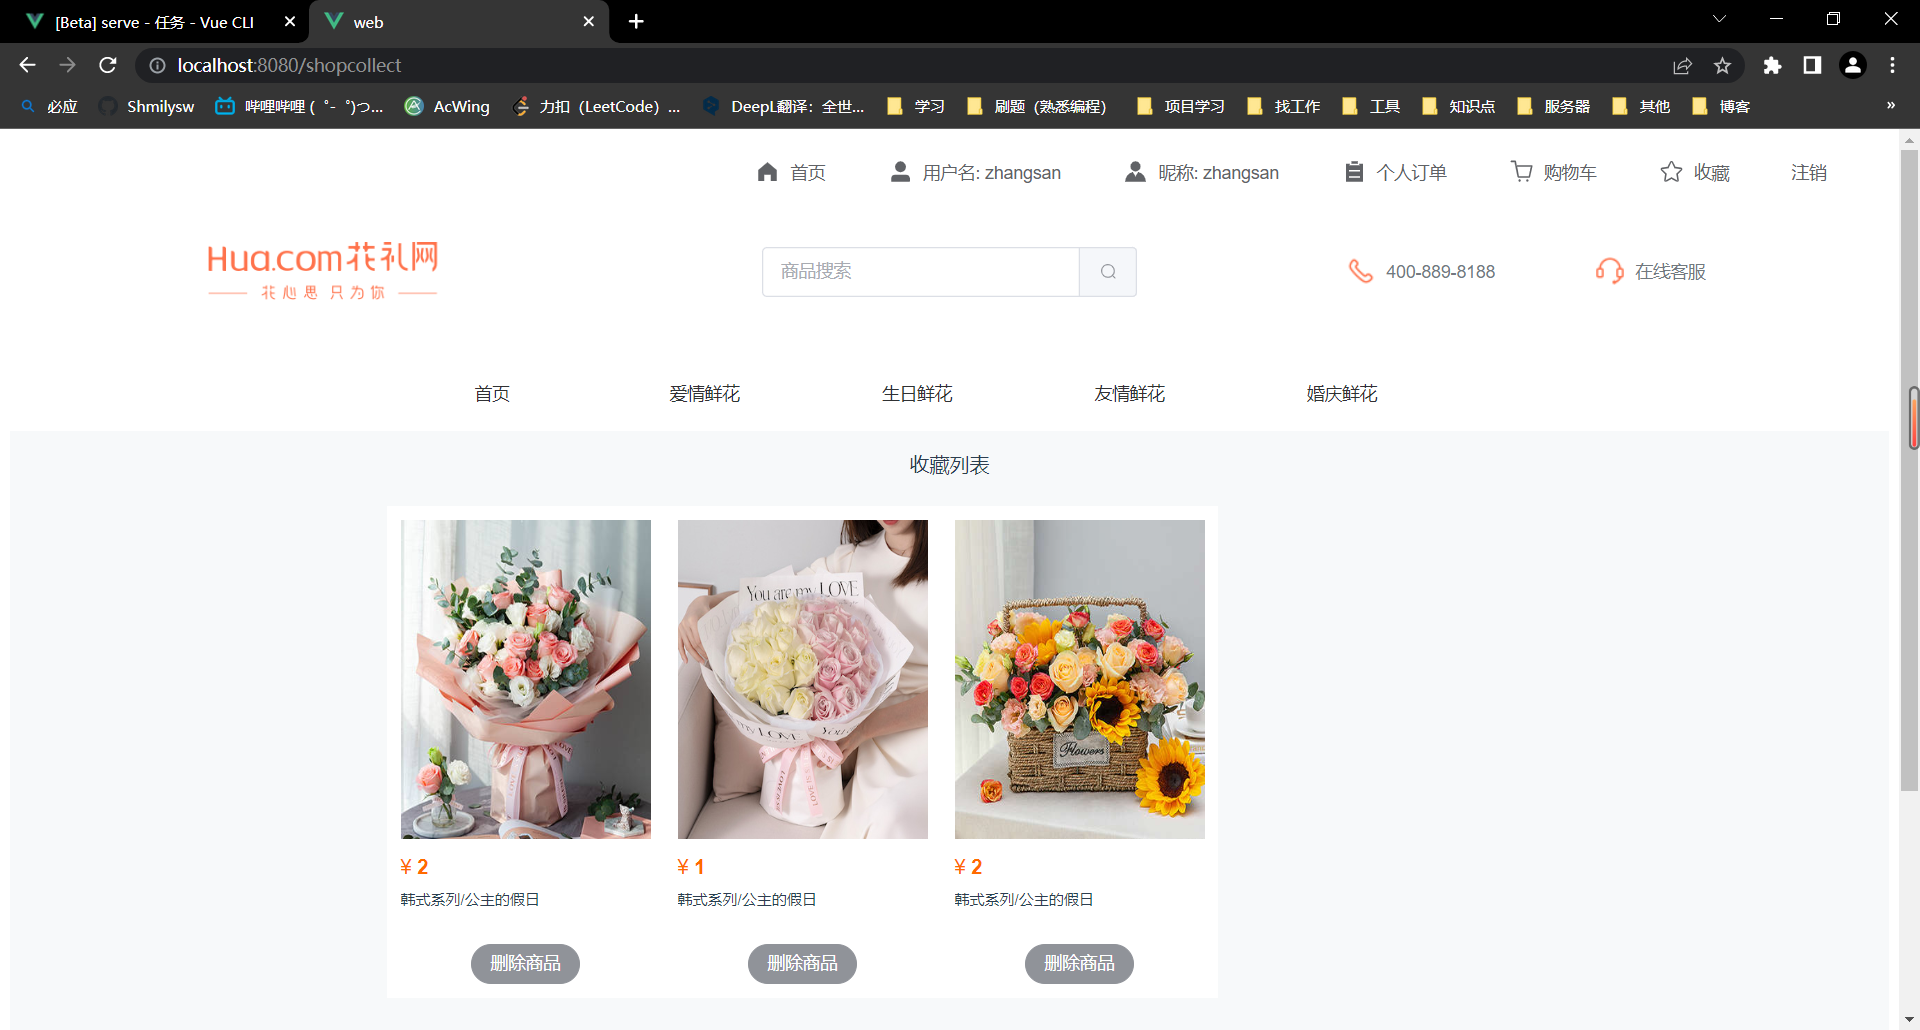 [Beta] serve - 任务 - Vue CLI
web
localhost:8080/shopcollect
必应
Shmilysw
哔哩哔哩 ( ゜- ゜)つ...
AcWing
力扣（LeetCode）...
DeepL翻译：全世...
学习
刷题（熟悉编程）
项目学习
找工作
工具
知识点
服务器
其他
博客
»
首页
用户名: zhangsan
昵称: zhangsan
个人订单
购物车
收藏
注销
Hua.com花礼网
花心思 只为你
商品搜索
400-889-8188
在线客服
首页
爱情鲜花
生日鲜花
友情鲜花
婚庆鲜花
收藏列表
You are my LOVE
my LOVE You
Flowers
¥ 2
¥ 1
¥ 2
韩式系列/公主的假日
韩式系列/公主的假日
韩式系列/公主的假日
删除商品
删除商品
删除商品